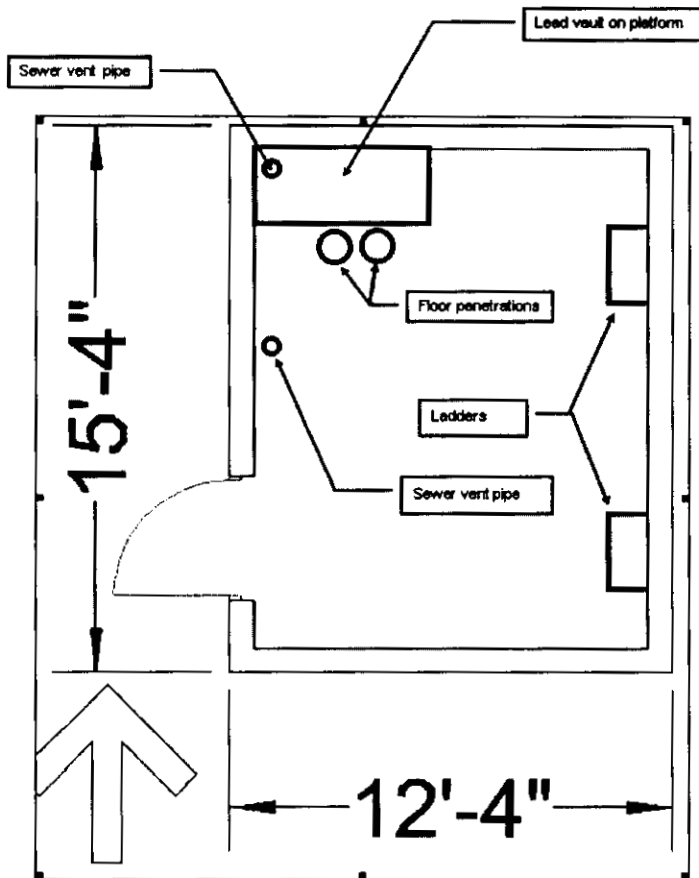 Lead vault on platform
Sewer vent pipe
Floor penetrations
Ladders
Sewer vent pipe
15'-4"
12'-4"